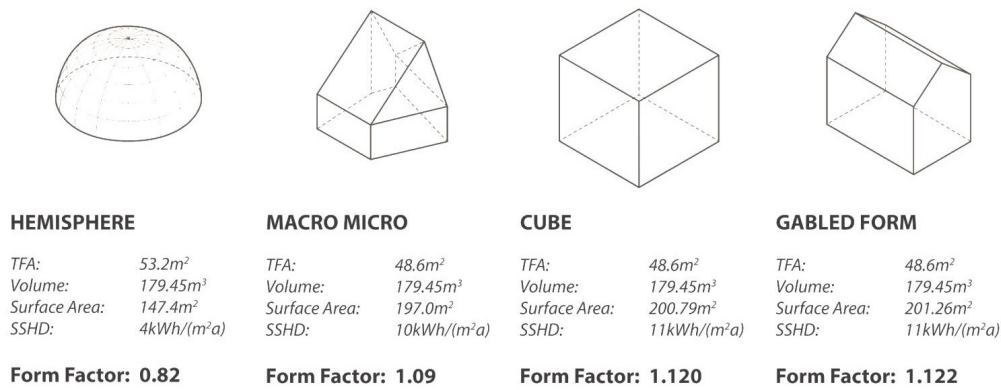 HEMISPHERE
TFA: 53.2m²
Volume: 179.45m³
Surface Area: 147.4m²
SSHD: 4kWh/(m²a)
Form Factor: 0.82
MACRO MICRO
TFA: 48.6m²
Volume: 179.45m³
Surface Area: 197.0m²
SSHD: 10kWh/(m²a)
Form Factor: 1.09
CUBE
TFA: 48.6m²
Volume: 179.45m³
Surface Area: 200.79m²
SSHD: 11kWh/(m²a)
Form Factor: 1.120
GABLED FORM
TFA: 48.6m²
Volume: 179.45m³
Surface Area: 201.26m²
SSHD: 11kWh/(m²a)
Form Factor: 1.122